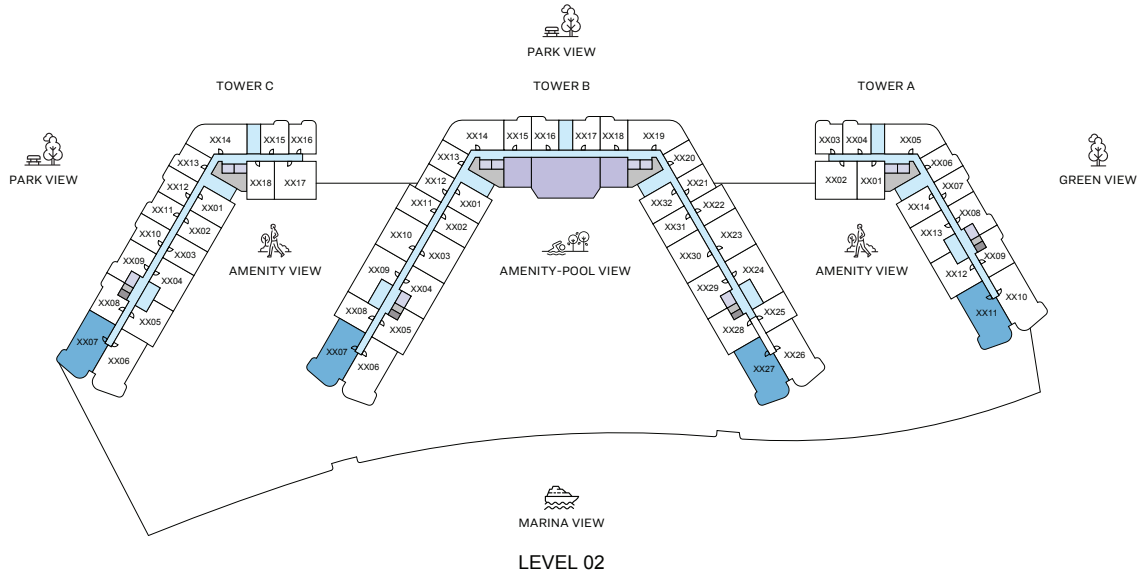 PARK VIEW
TOWER C
TOWER B
TOWER A
PARK VIEW
GREEN VIEW
XX14
XX15
XX16
XX13
XX18
XX17
XX12
XX01
XX11
XX02
XX10
XX03
XX09
XX04
XX08
XX05
XX07
XX06
XX14
XX15
XX16
XX17
XX18
XX19
XX13
XX20
XX12
XX01
XX21
XX11
XX02
XX32
XX22
XX10
XX03
XX31
XX23
XX09
XX04
XX30
XX24
XX08
XX05
XX29
XX25
XX07
XX06
XX28
XX26
XX27
XX03
XX04
XX05
XX02
XX01
XX06
XX07
XX14
XX08
XX13
XX09
XX12
XX10
XX11
AMENITY VIEW
AMENITY-POOL VIEW
AMENITY VIEW
MARINA VIEW
LEVEL 02